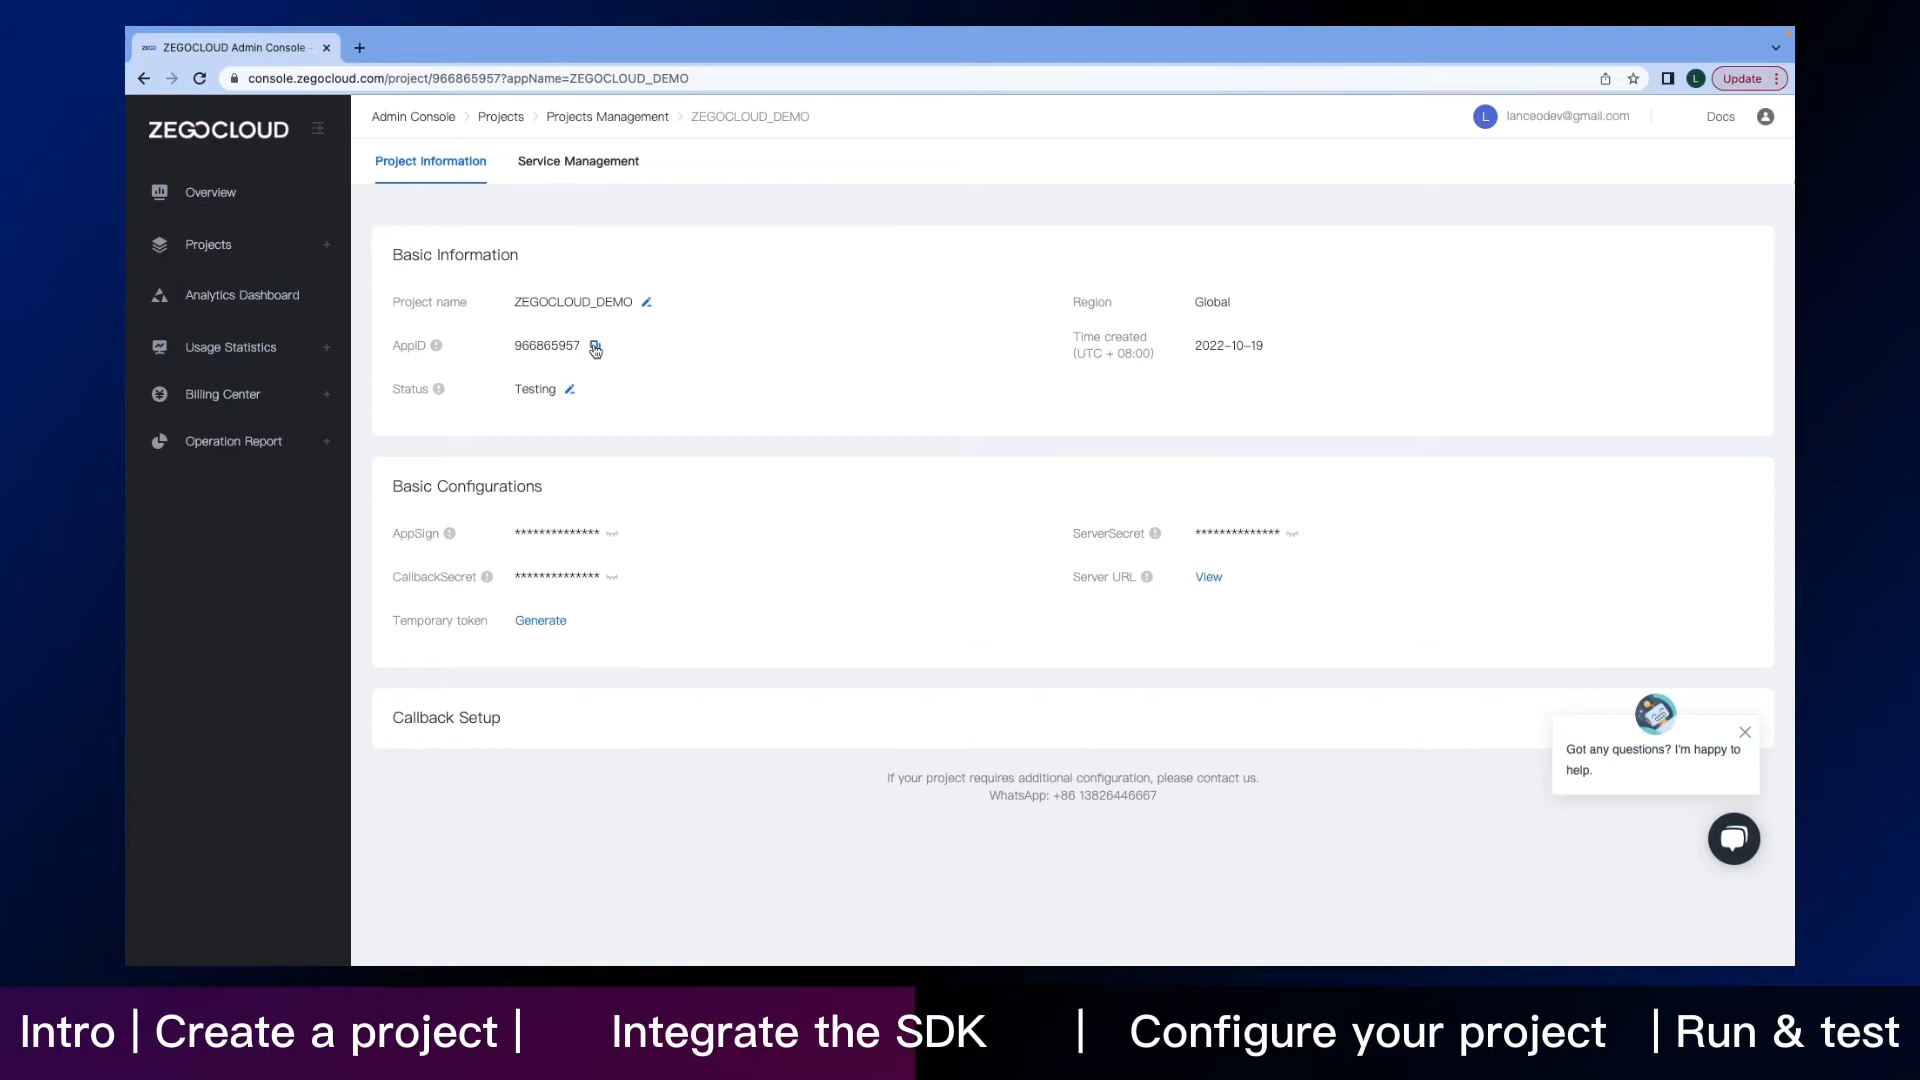 ZEGO ZEGOCLOUD Admin Console -
console.zegocloud.com/project/966865957?appName=ZEGOCLOUD_DEMO
L
Update
ZEGOCLOUD
Admin Console > Projects > Projects Management > ZEGOCLOUD_DEMO
L lanceodev@gmail.com
Docs
Project Information
Service Management
Overview
Projects +
Analytics Dashboard
Usage Statistics +
Billing Center +
Operation Report +
Basic Information
Project name ZEGOCLOUD_DEMO
Region Global
AppID 966865957
Time created
(UTC + 08:00)
2022-10-19
Status Testing
Basic Configurations
AppSign **************
ServerSecret **************
CallbackSecret **************
Server URL View
Temporary token Generate
Callback Setup
If your project requires additional configuration, please contact us.
WhatsApp: +86 13826446667
Got any questions? I'm happy to
help.
Intro | Create a project | Integrate the SDK | Configure your project | Run & test